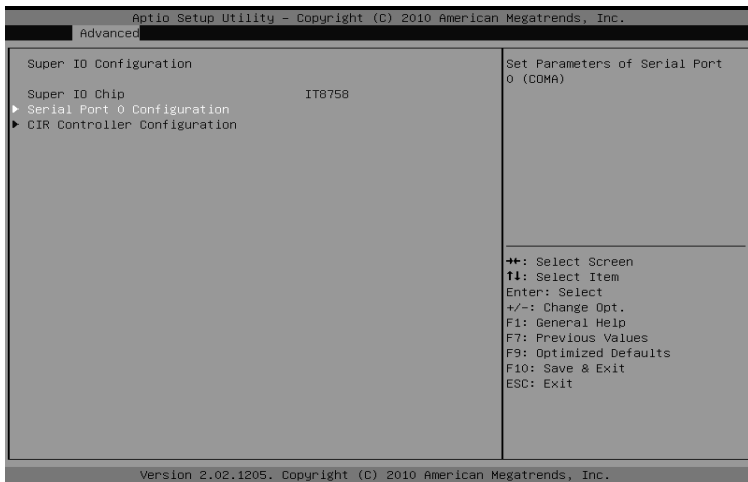 Aptio Setup Utility – Copyright (C) 2010 American Megatrends, Inc.
Advanced
Super IO Configuration
Super IO Chip IT8758
▶ Serial Port 0 Configuration
▶ CIR Controller Configuration
Set Parameters of Serial Port
0 (COMA)
→←: Select Screen
↑↓: Select Item
Enter: Select
+/-: Change Opt.
F1: General Help
F7: Previous Values
F9: Optimized Defaults
F10: Save & Exit
ESC: Exit
Version 2.02.1205. Copyright (C) 2010 American Megatrends, Inc.